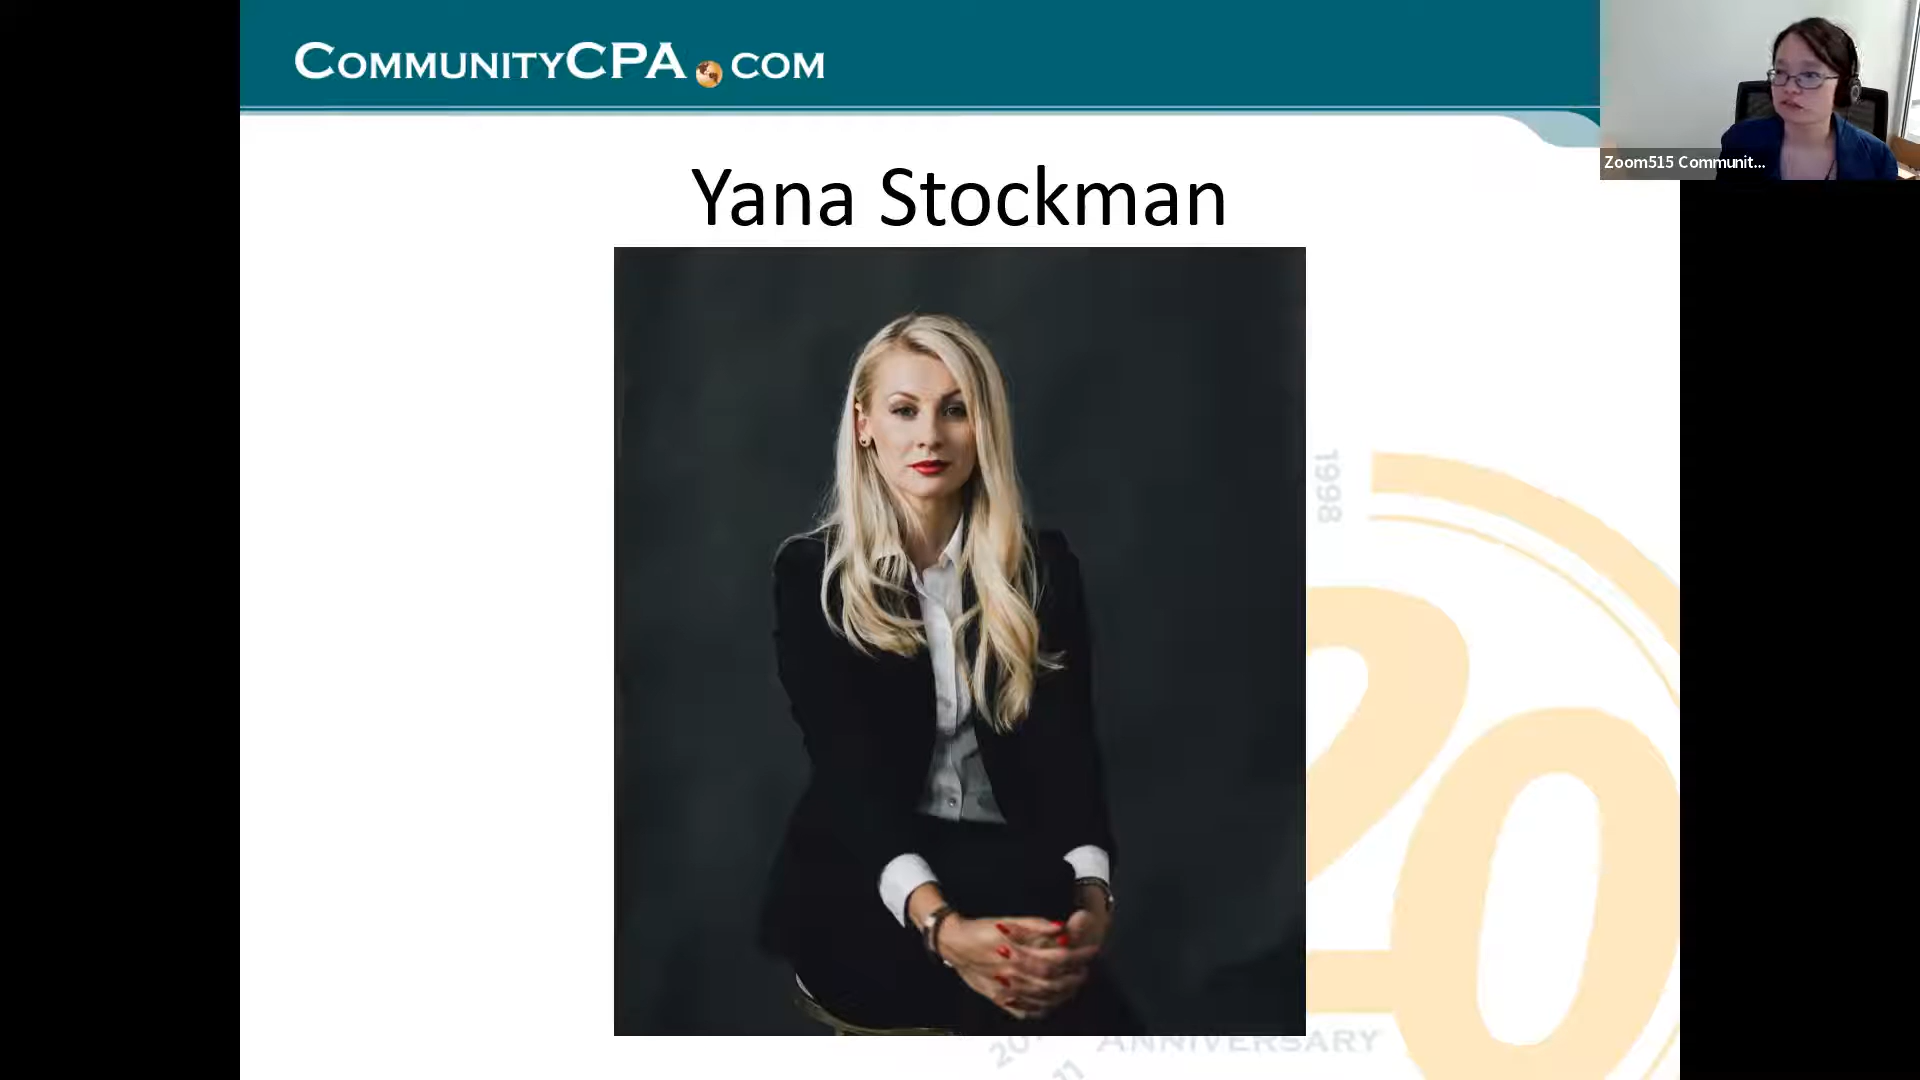 COMMUNITYCPA.COM
Zoom515 Communit...
Yana Stockman
1998
20
ANNIVERSARY